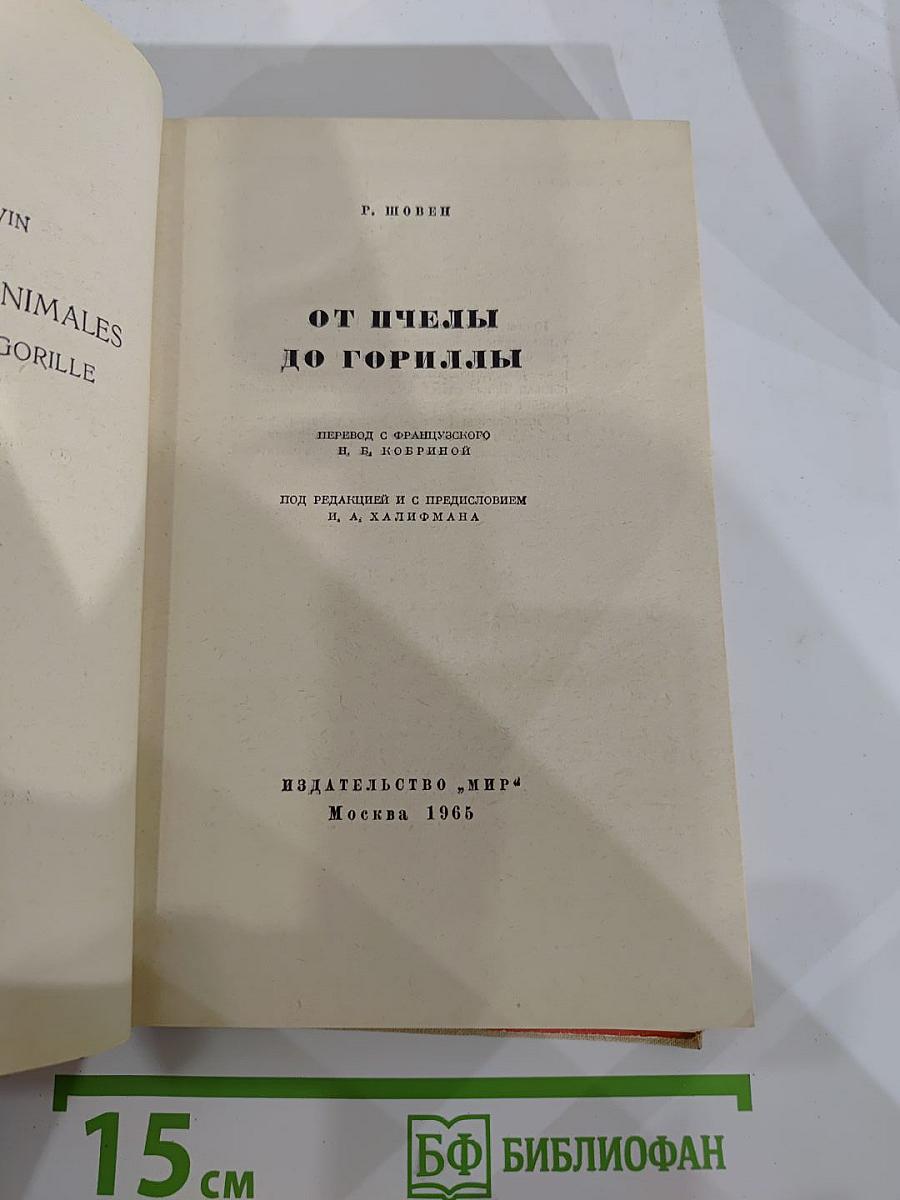 VIN
NIMALES
GORILLE
Р. ШОВЕН
ОТ ПЧЕЛЫ
ДО ГОРИЛЛЫ
ПЕРЕВОД С ФРАНЦУЗСКОГО
Н. Б. КОБРИНОЙ
ПОД РЕДАКЦИЕЙ И С ПРЕДИСЛОВИЕМ
И. А. ХАЛИФМАНА
ИЗДАТЕЛЬСТВО „МИР“
Москва 1965
15 см
БФ БИБЛИОФАН